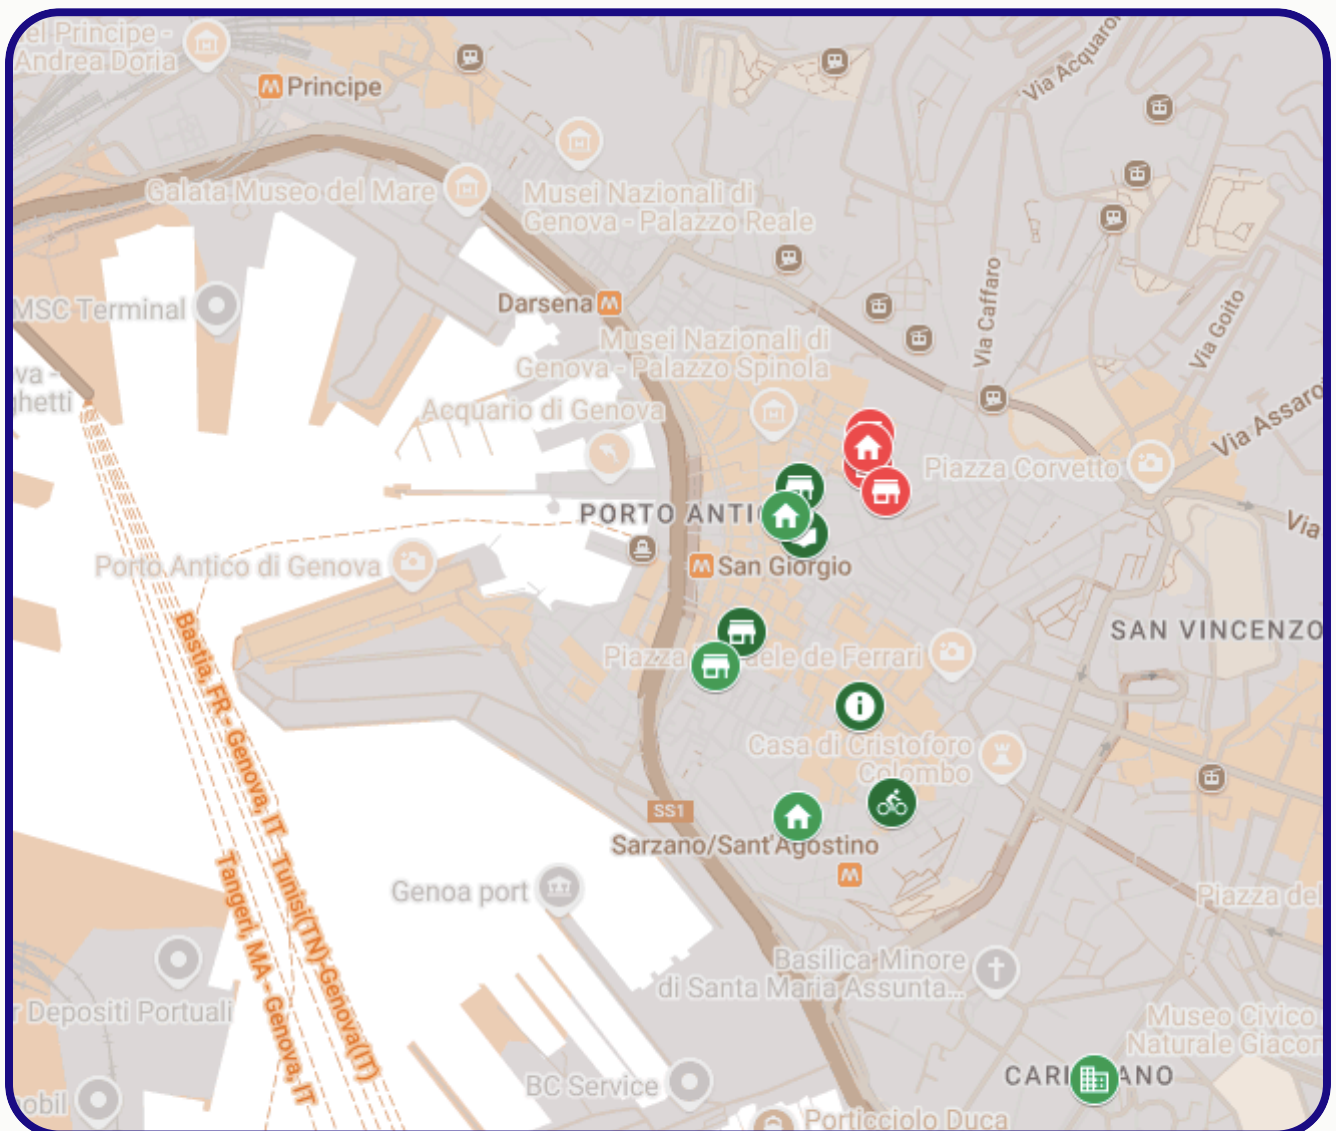 el Principe -
Andrea Doria
Principe
Via Acquaro
Galata Museo del Mare
Musei Nazionali di
Genova - Palazzo Reale
MSC Terminal
Darsena
Via Caffaro
Via Goito
Musei Nazionali di
Genova - Palazzo Spinola
va -
ghetti
Acquario di Genova
Via Assaro
Piazza Corvetto
PORTO ANTI
Via
San Giorgio
Porto Antico di Genova
SAN VINCENZO
Piazza ele de Ferrari
Bastia, FR - Genova, IT
Casa di Cristoforo
Colombo
SS1
Sarzano/Sant'Agostino
Tunisi(TN)-Genova(IT)
Tangeri, MA - Genova, IT
Genoa port
Piazza del
Basilica Minore
di Santa Maria Assunta...
r Depositi Portuali
Museo Civico
Naturale Giacon
BC Service
CARI ANO
obil
Porticciolo Duca